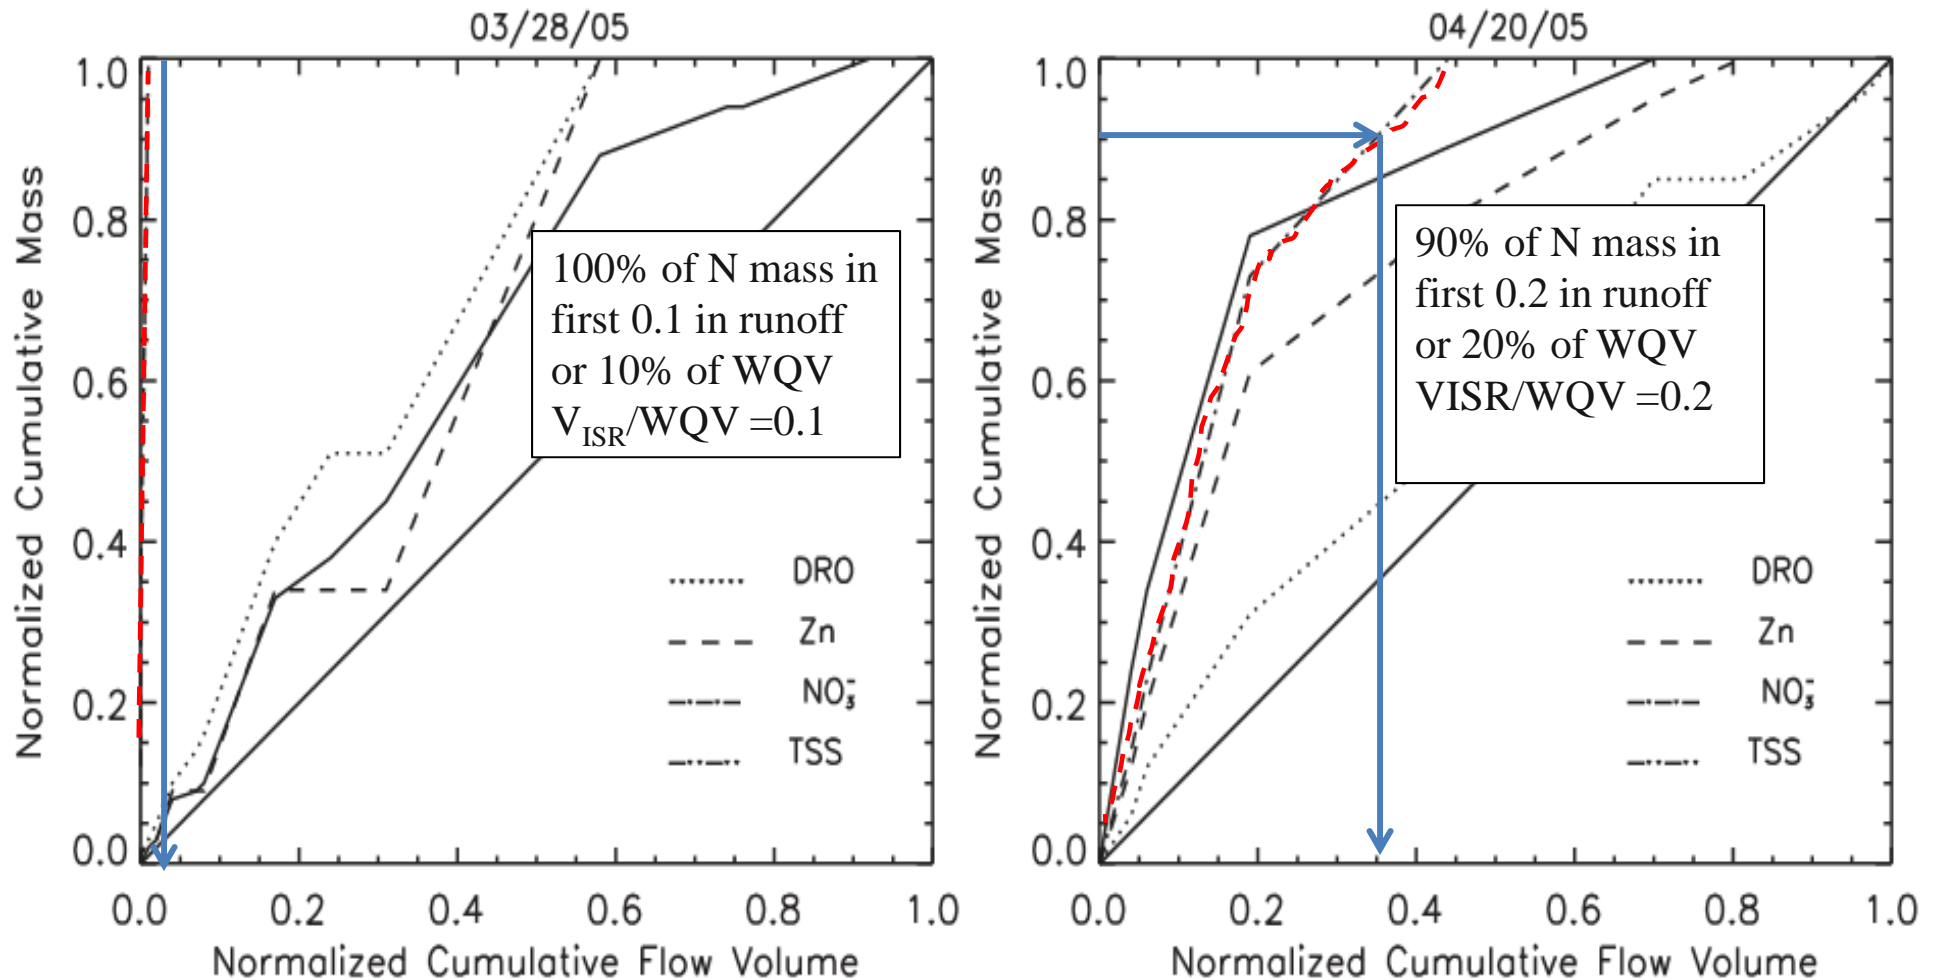 03/28/05
1.0
0.8
0.6
0.4
0.2
0.0
Normalized Cumulative Mass
100% of N mass in
first 0.1 in runoff
or 10% of WQV
V_ISR/WQV =0.1
DRO
Zn
NO₃⁻
TSS
0.0 0.2 0.4 0.6 0.8 1.0
Normalized Cumulative Flow Volume
04/20/05
1.0
0.8
0.6
0.4
0.2
0.0
Normalized Cumulative Mass
90% of N mass in
first 0.2 in runoff
or 20% of WQV
VISR/WQV =0.2
DRO
Zn
NO₃⁻
TSS
0.0 0.2 0.4 0.6 0.8 1.0
Normalized Cumulative Flow Volume